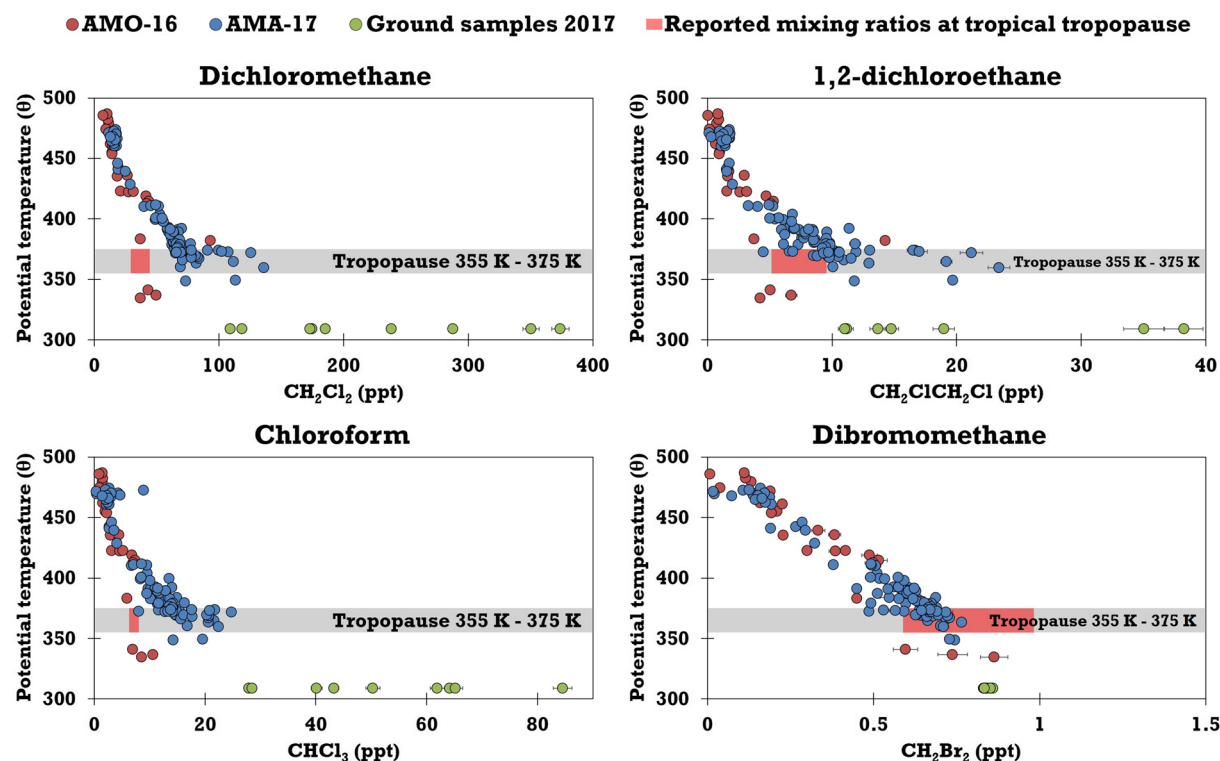 AMO-16 AMA-17 Ground samples 2017 Reported mixing ratios at tropical tropopause
Dichloromethane
Potential temperature (θ)
500
450
400
350
300
Tropopause 355 K - 375 K
0 100 200 300 400
CH₂Cl₂ (ppt)
1,2-dichloroethane
Potential temperature (θ)
500
450
400
350
300
Tropopause 355 K - 375 K
0 10 20 30 40
CH₂ClCH₂Cl (ppt)
Chloroform
Potential temperature (θ)
500
450
400
350
300
Tropopause 355 K - 375 K
0 20 40 60 80
CHCl₃ (ppt)
Dibromomethane
Potential temperature (θ)
500
450
400
350
300
Tropopause 355 K - 375 K
0 0.5 1 1.5
CH₂Br₂ (ppt)